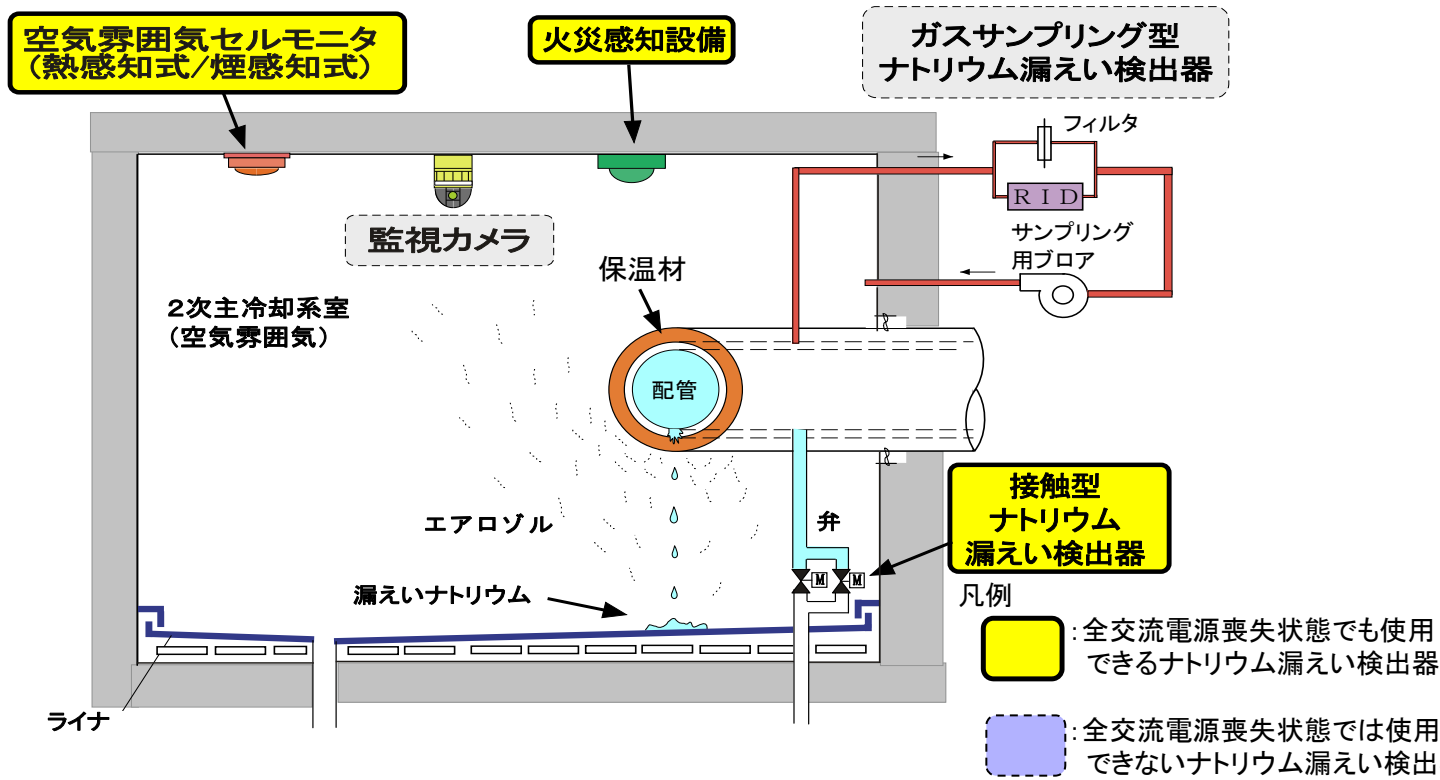 空気雰囲気セルモニタ
(熱感知式/煙感知式)
火災感知設備
ガスサンプリング型
ナトリウム漏えい検出器
フィルタ
ＲＩＤ
サンプリング
用ブロア
監視カメラ
保温材
２次主冷却系室
(空気雰囲気)
配管
エアロゾル
弁
接触型
ナトリウム
漏えい検出器
M
M
漏えいナトリウム
ライナ
凡例
:全交流電源喪失状態でも使用
できるナトリウム漏えい検出器
:全交流電源喪失状態では使用
できないナトリウム漏えい検出